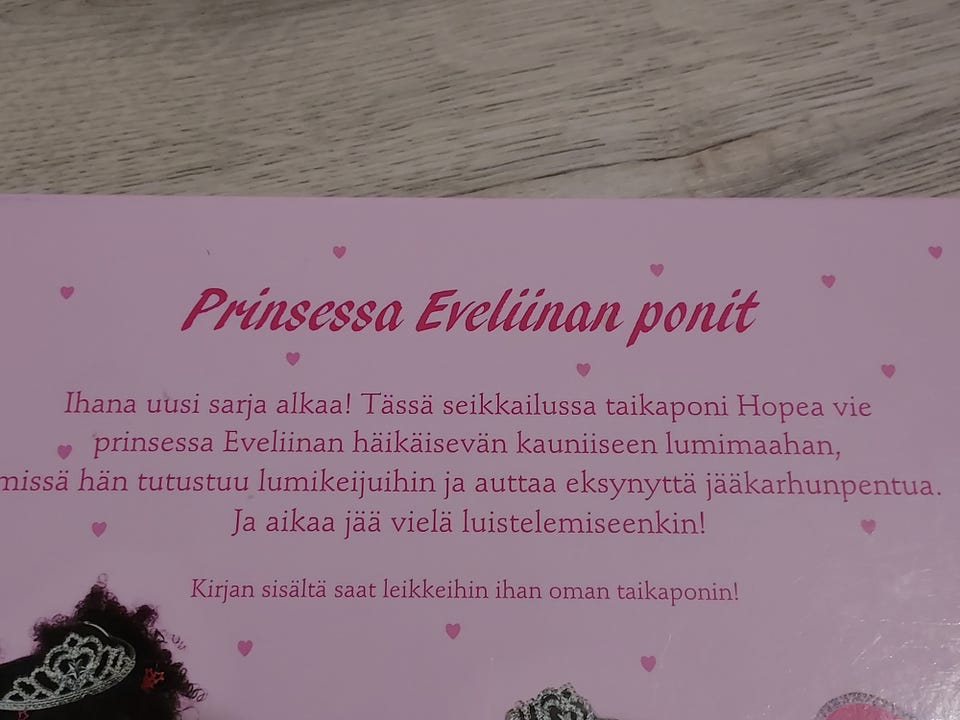 Prinsessa Eveliinan ponit
Ihana uusi sarja alkaa! Tässä seikkailussa taikaponi Hopea vie
prinsessa Eveliinan häikäisevän kauniiseen lumimaahan,
missä hän tutustuu lumikeijuihin ja auttaa eksynyttä jääkarhunpentua.
Ja aikaa jää vielä luistelemiseenkin!
Kirjan sisältä saat leikkeihin ihan oman taikaponin!